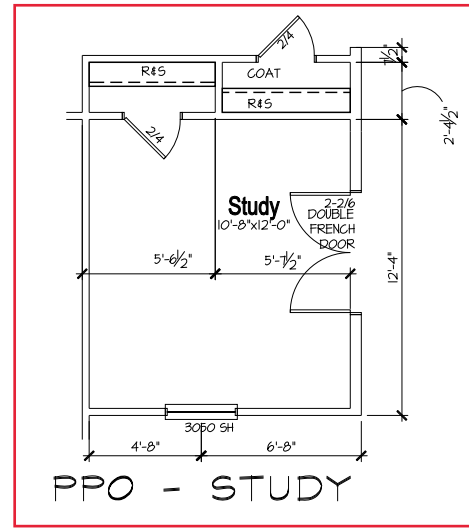 2/4
7 1/2"
R&S
COAT
R&S
2'-4 1/2"
2/4
Study
10'-8"x12'-0"
2-2/6
DOUBLE
FRENCH
DOOR
5'-6 1/2"
5'-7 1/2"
12'-4"
3050 SH
4'-8"
6'-8"
PPO - STUDY